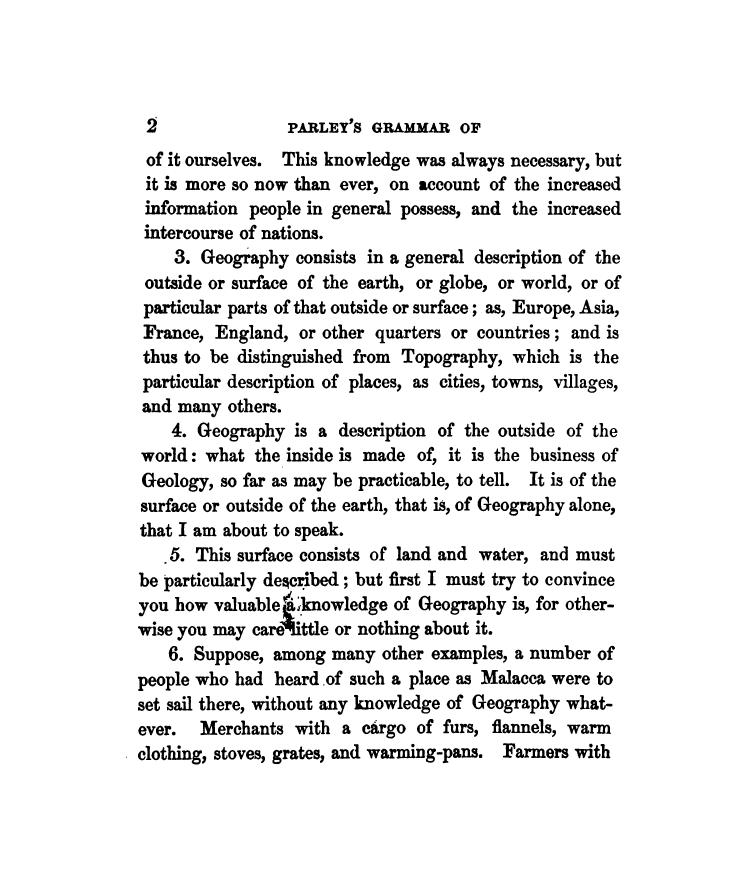 2 PARLEY'S GRAMMAR OF
of it ourselves. This knowledge was always necessary, but
it is more so now than ever, on account of the increased
information people in general possess, and the increased
intercourse of nations.
3. Geography consists in a general description of the
outside or surface of the earth, or globe, or world, or of
particular parts of that outside or surface; as, Europe, Asia,
France, England, or other quarters or countries; and is
thus to be distinguished from Topography, which is the
particular description of places, as cities, towns, villages,
and many others.
4. Geography is a description of the outside of the
world: what the inside is made of, it is the business of
Geology, so far as may be practicable, to tell. It is of the
surface or outside of the earth, that is, of Geography alone,
that I am about to speak.
5. This surface consists of land and water, and must
be particularly described; but first I must try to convince
you how valuable a knowledge of Geography is, for other-
wise you may care little or nothing about it.
6. Suppose, among many other examples, a number of
people who had heard of such a place as Malacca were to
set sail there, without any knowledge of Geography what-
ever. Merchants with a cargo of furs, flannels, warm
clothing, stoves, grates, and warming-pans. Farmers with